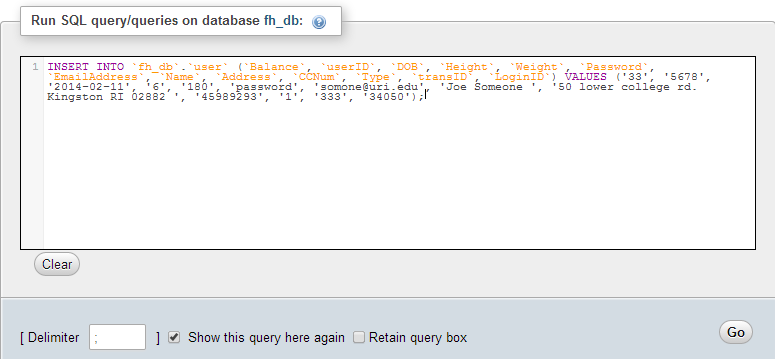 Run SQL query/queries on database fh_db:
1 INSERT INTO `fh_db`.`user` (`Balance`, `userID`, `DOB`, `Height`, `Weight`, `Password`,
`EmailAddress`, `Name`, `Address`, `CCNum`, `Type`, `transID`, `LoginID`) VALUES ('33', '5678',
'2014-02-11', '6', '180', 'password', 'somone@uri.edu', 'Joe Someone ', '50 lower college rd.
Kingston RI 02882 ', '45989293', '1', '333', '34050');
Clear
[ Delimiter ; ] Show this query here again Retain query box Go